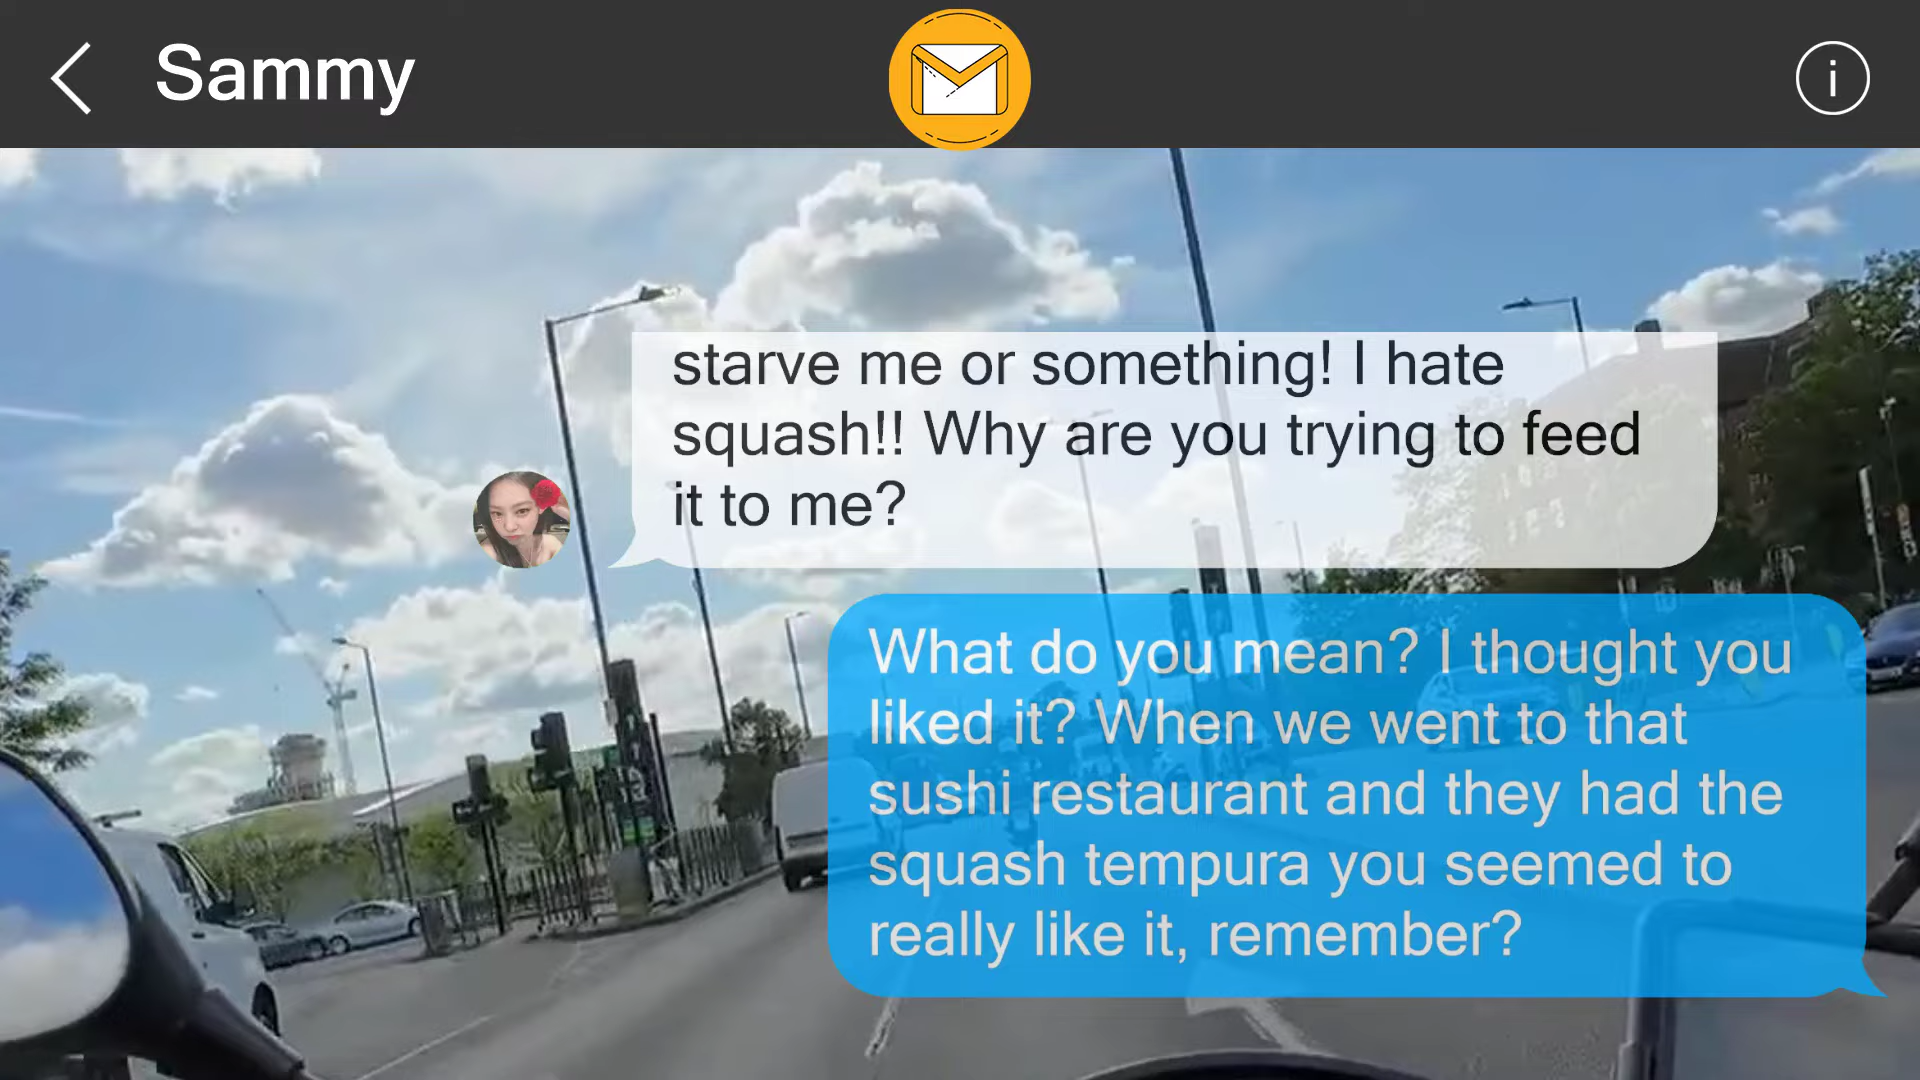 Sammy
i
starve me or something! I hate
squash!! Why are you trying to feed
it to me?
What do you mean? I thought you
liked it? When we went to that
sushi restaurant and they had the
squash tempura you seemed to
really like it, remember?